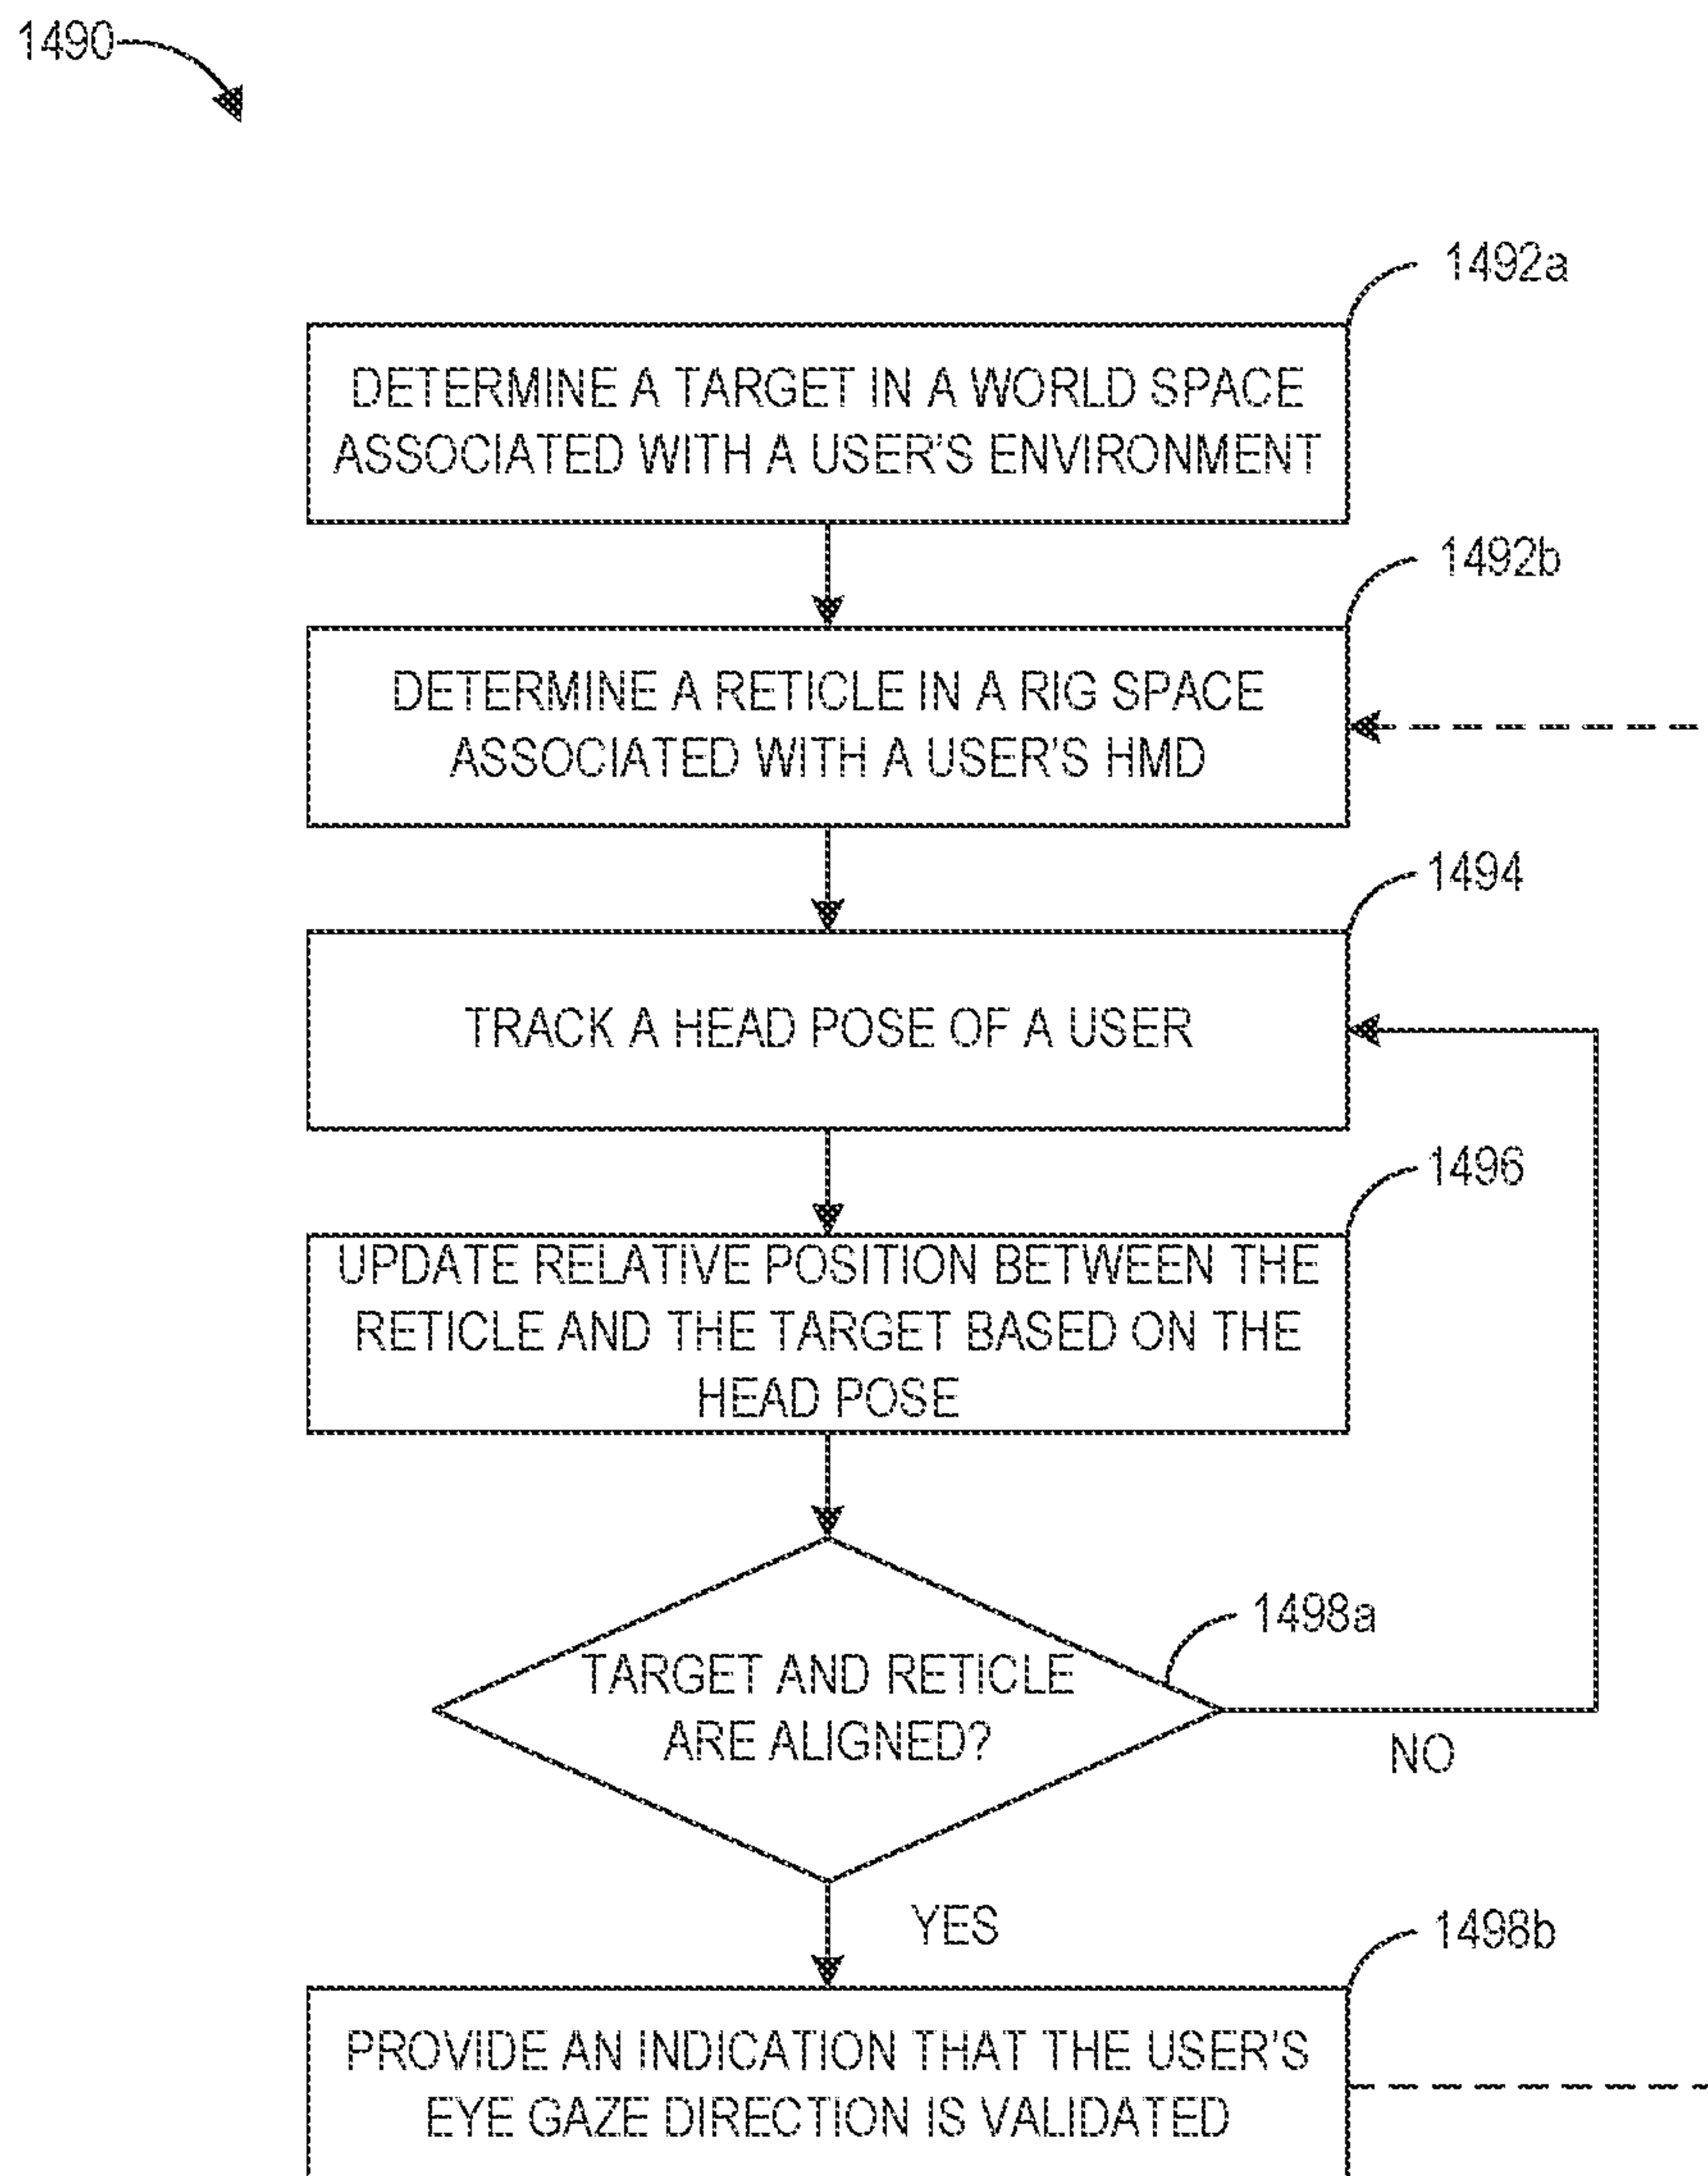 1490
1492a
DETERMINE A TARGET IN A WORLD SPACE
ASSOCIATED WITH A USER'S ENVIRONMENT
1492b
DETERMINE A RETICLE IN A RIG SPACE
ASSOCIATED WITH A USER'S HMD
1494
TRACK A HEAD POSE OF A USER
1496
UPDATE RELATIVE POSITION BETWEEN THE
RETICLE AND THE TARGET BASED ON THE
HEAD POSE
1498a
TARGET AND RETICLE
ARE ALIGNED?
NO
YES
1498b
PROVIDE AN INDICATION THAT THE USER'S
EYE GAZE DIRECTION IS VALIDATED